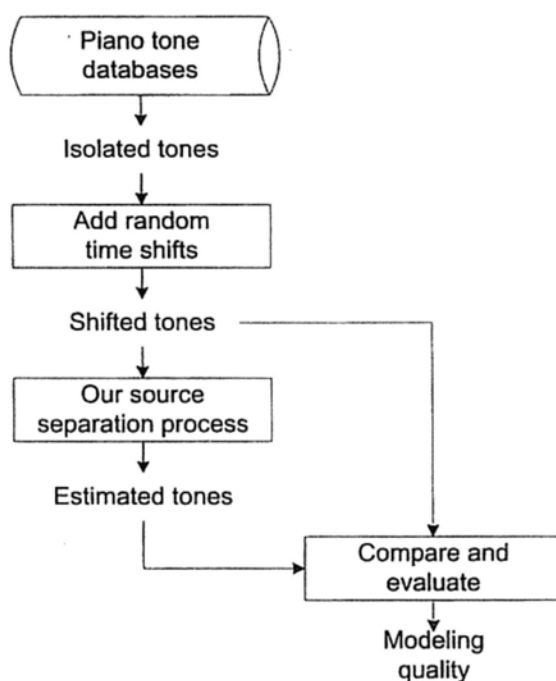 Piano tone
databases
Isolated tones
Add random
time shifts
Shifted tones
Our source
separation process
Estimated tones
Compare and
evaluate
Modeling
quality